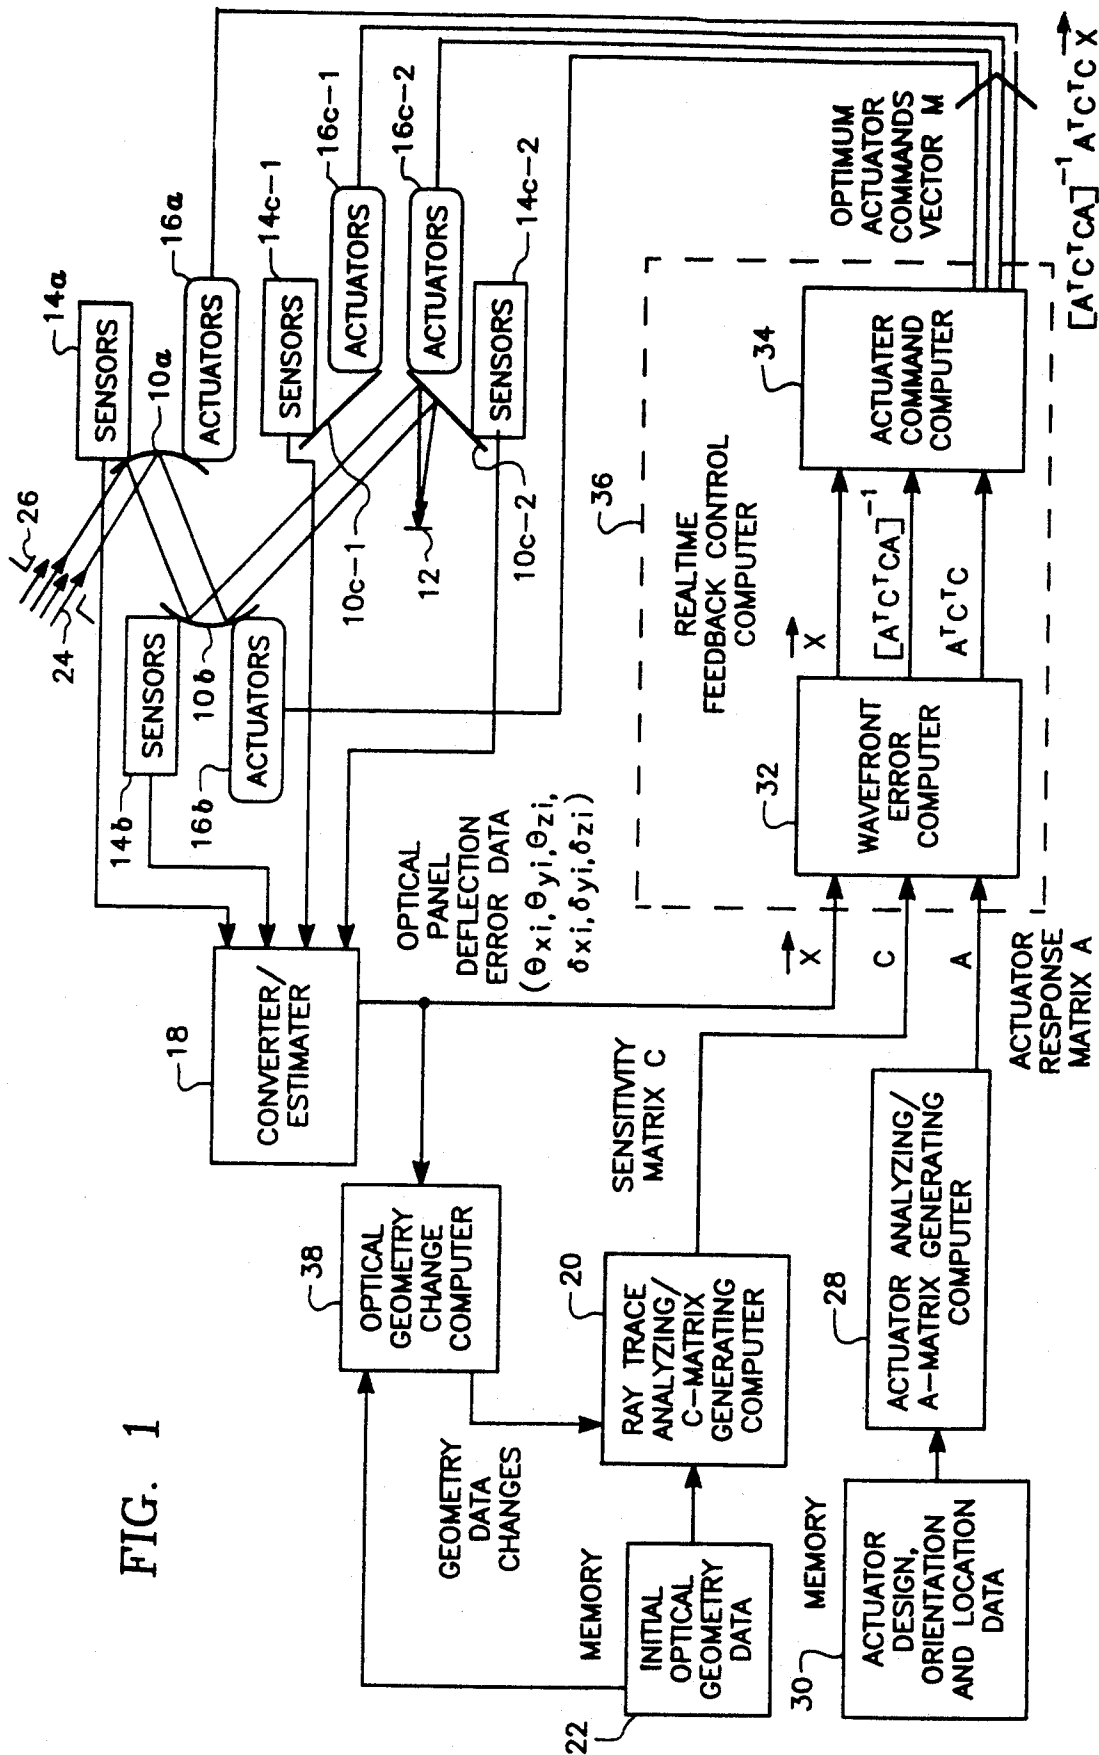 FIG. 1
26
24
14a
SENSORS
10a
16a
ACTUATORS
14b
SENSORS
10b
16b
ACTUATORS
14c-1
SENSORS
16c-1
ACTUATORS
10c-1
12
16c-2
ACTUATORS
14c-2
SENSORS
10c-2
18
CONVERTER/
ESTIMATER
OPTICAL
PANEL
DEFLECTION
ERROR DATA
(θxi,θyi,θzi,
δxi,δyi,δzi)
38
OPTICAL
GEOMETRY
CHANGE
COMPUTER
GEOMETRY
DATA
CHANGES
MEMORY
INITIAL
OPTICAL
GEOMETRY
DATA
22
20
RAY TRACE
ANALYZING/
C-MATRIX
GENERATING
COMPUTER
SENSITIVITY
MATRIX C
MEMORY
30
ACTUATOR
DESIGN,
ORIENTATION
AND LOCATION
DATA
28
ACTUATOR ANALYZING/
A-MATRIX GENERATING
COMPUTER
ACTUATOR
RESPONSE
MATRIX A
X
C
A
REALTIME
FEEDBACK CONTROL
COMPUTER
36
32
WAVEFRONT
ERROR
COMPUTER
X
[AᵀCᵀCA]⁻¹
AᵀCᵀC
34
ACTUATER
COMMAND
COMPUTER
OPTIMUM
ACTUATOR
COMMANDS
VECTOR M
[AᵀCᵀCA]⁻¹ AᵀCᵀC X